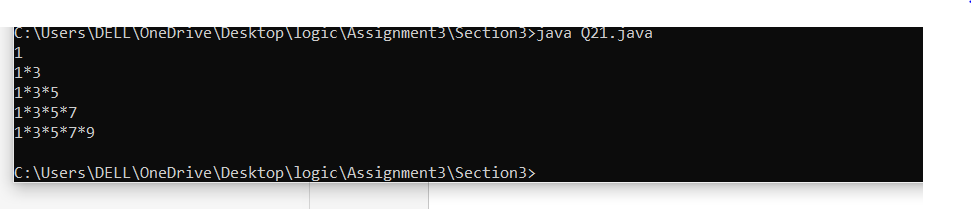 C:\Users\DELL\OneDrive\Desktop\logic\Assignment3\Section3>java Q21.java
1
1*3
1*3*5
1*3*5*7
1*3*5*7*9
C:\Users\DELL\OneDrive\Desktop\logic\Assignment3\Section3>